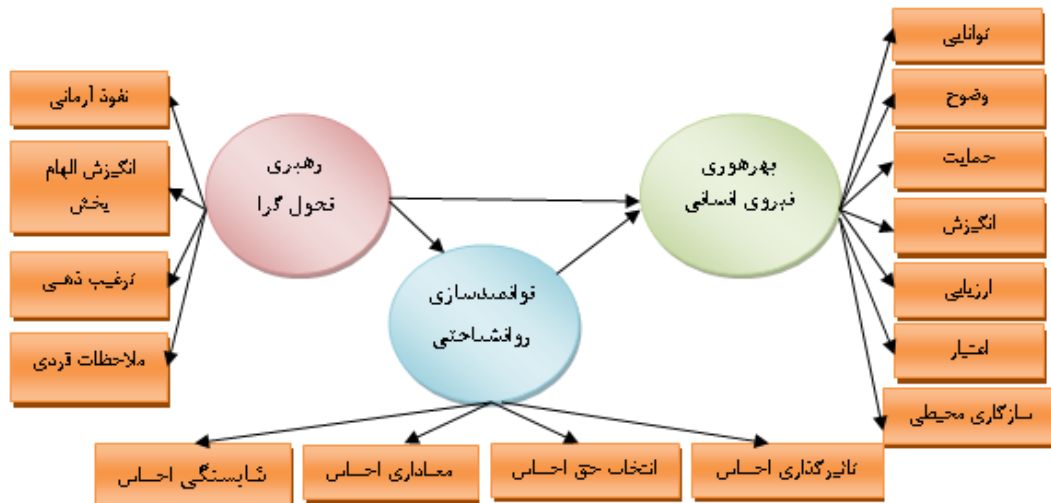 توانایی
وضوح
حمایت
انگیزش
ارزیابی
اعتبار
سازگاری محیطی
بهره‌وری
نیروی انسانی
رهبری
تحول گرا
توانمندسازی
روانشناختی
نفوذ آرمانی
انگیزش الهام
بخش
ترغیب ذهنی
ملاحظات فردی
تاثیرگذاری احساس
انتخاب حق احساس
معناداری احساس
شایستگی احساس